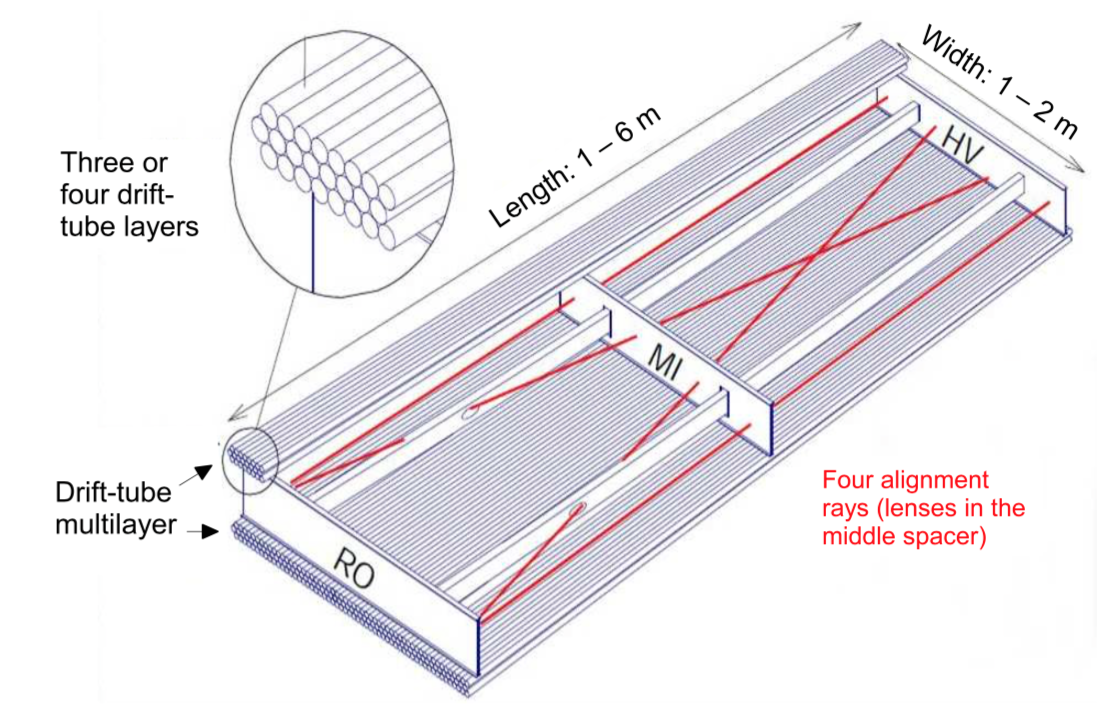 Width: 1 – 2 m
HV
Length: 1 – 6 m
Three or
four drift-
tube layers
MI
Four alignment
rays (lenses in the
middle spacer)
Drift-tube
multilayer
RO